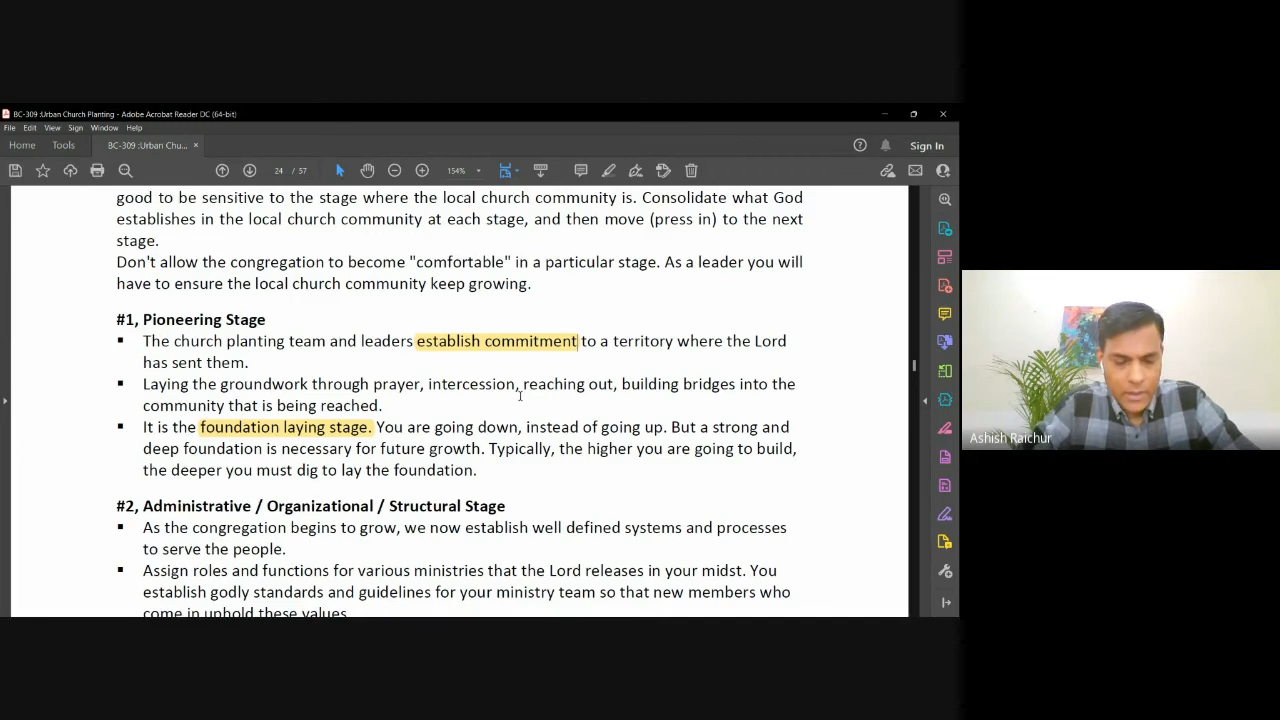 BC-309 :Urban Church Planting - Adobe Acrobat Reader DC (64-bit)
File Edit View Sign Window Help
Home Tools BC-309 :Urban Chu... × Sign In
24 / 57 154%
good to be sensitive to the stage where the local church community is. Consolidate what God
establishes in the local church community at each stage, and then move (press in) to the next
stage.
Don't allow the congregation to become "comfortable" in a particular stage. As a leader you will
have to ensure the local church community keep growing.
#1, Pioneering Stage
▪ The church planting team and leaders establish commitment to a territory where the Lord
has sent them.
▪ Laying the groundwork through prayer, intercession, reaching out, building bridges into the
community that is being reached.
▪ It is the foundation laying stage. You are going down, instead of going up. But a strong and
deep foundation is necessary for future growth. Typically, the higher you are going to build,
the deeper you must dig to lay the foundation.
#2, Administrative / Organizational / Structural Stage
▪ As the congregation begins to grow, we now establish well defined systems and processes
to serve the people.
▪ Assign roles and functions for various ministries that the Lord releases in your midst. You
establish godly standards and guidelines for your ministry team so that new members who
come in uphold these values.
Ashish Raichur